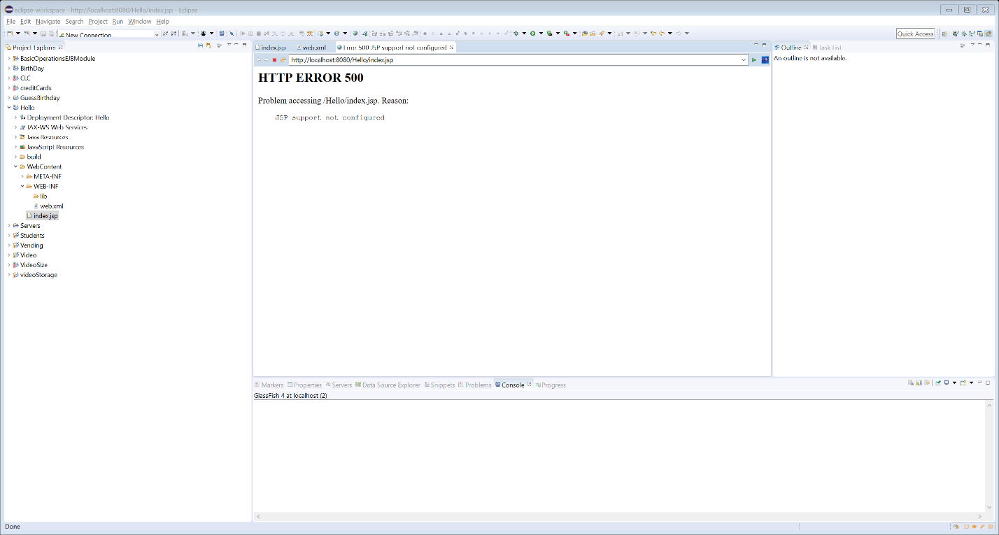 eclipse-workspace - http://localhost:8080/Hello/index.jsp - Eclipse
File Edit Navigate Search Project Run Window Help
New Connection
Quick Access
Project Explorer
BasicOperationsEJBModule
BirthDay
CLC
creditCards
GuessBirthday
Hello
Deployment Descriptor: Hello
JAX-WS Web Services
Java Resources
JavaScript Resources
build
WebContent
META-INF
WEB-INF
lib
web.xml
index.jsp
Servers
Students
Vending
Video
VideoSize
videoStorage
index.jsp web.xml Error 500 JSP support not configured
http://localhost:8080/Hello/index.jsp
HTTP ERROR 500
Problem accessing /Hello/index.jsp. Reason:
JSP support not configured
Outline Task List
An outline is not available.
Markers Properties Servers Data Source Explorer Snippets Problems Console Progress
GlassFish 4 at localhost (2)
Done